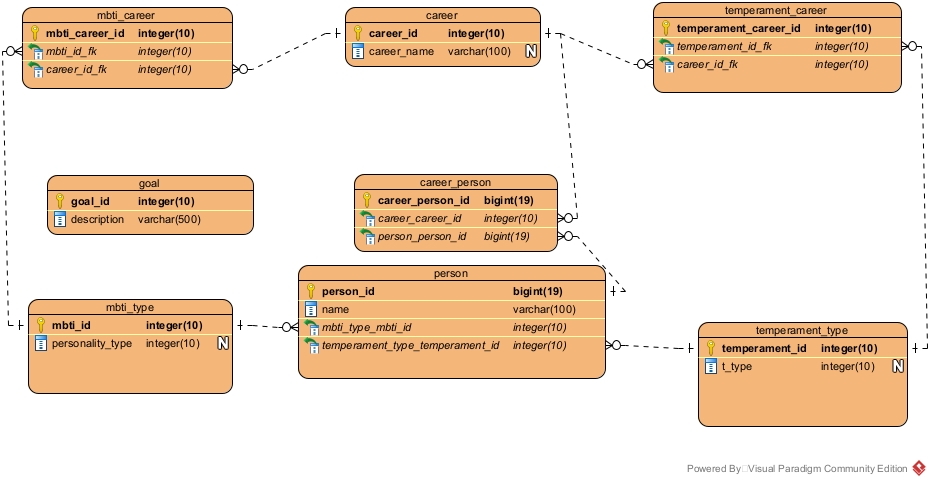 mbti_career
mbti_career_id integer(10)
mbti_id_fk integer(10)
career_id_fk integer(10)
career
career_id integer(10)
career_name varchar(100) N
temperament_career
temperament_career_id integer(10)
temperament_id_fk integer(10)
career_id_fk integer(10)
goal
goal_id integer(10)
description varchar(500)
career_person
career_person_id bigint(19)
career_career_id integer(10)
person_person_id bigint(19)
mbti_type
mbti_id integer(10)
personality_type integer(10) N
person
person_id bigint(19)
name varchar(100)
mbti_type_mbti_id integer(10)
temperament_type_temperament_id integer(10)
temperament_type
temperament_id integer(10)
t_type integer(10) N
Powered By Visual Paradigm Community Edition